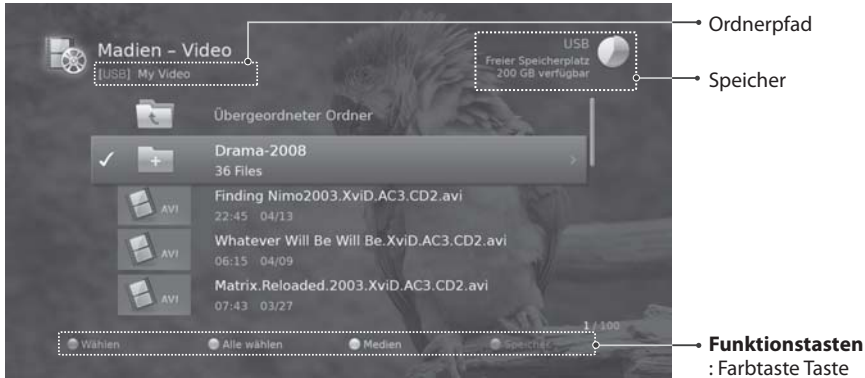 Madien – Video
[USB] My Video
USB
Freier Speicherplatz
200 GB verfügbar
Übergeordneter Ordner
Drama-2008
36 Files
AVI
Finding Nimo2003.XviD.AC3.CD2.avi
22:45 04/13
AVI
Whatever Will Be Will Be.XviD.AC3.CD2.avi
06:15 04/09
AVI
Matrix.Reloaded.2003.XviD.AC3.CD2.avi
07:43 03/27
1 /-100
Wählen
Alle wählen
Medien
Speicher
Ordnerpfad
Speicher
Funktionstasten
: Farbtaste Taste